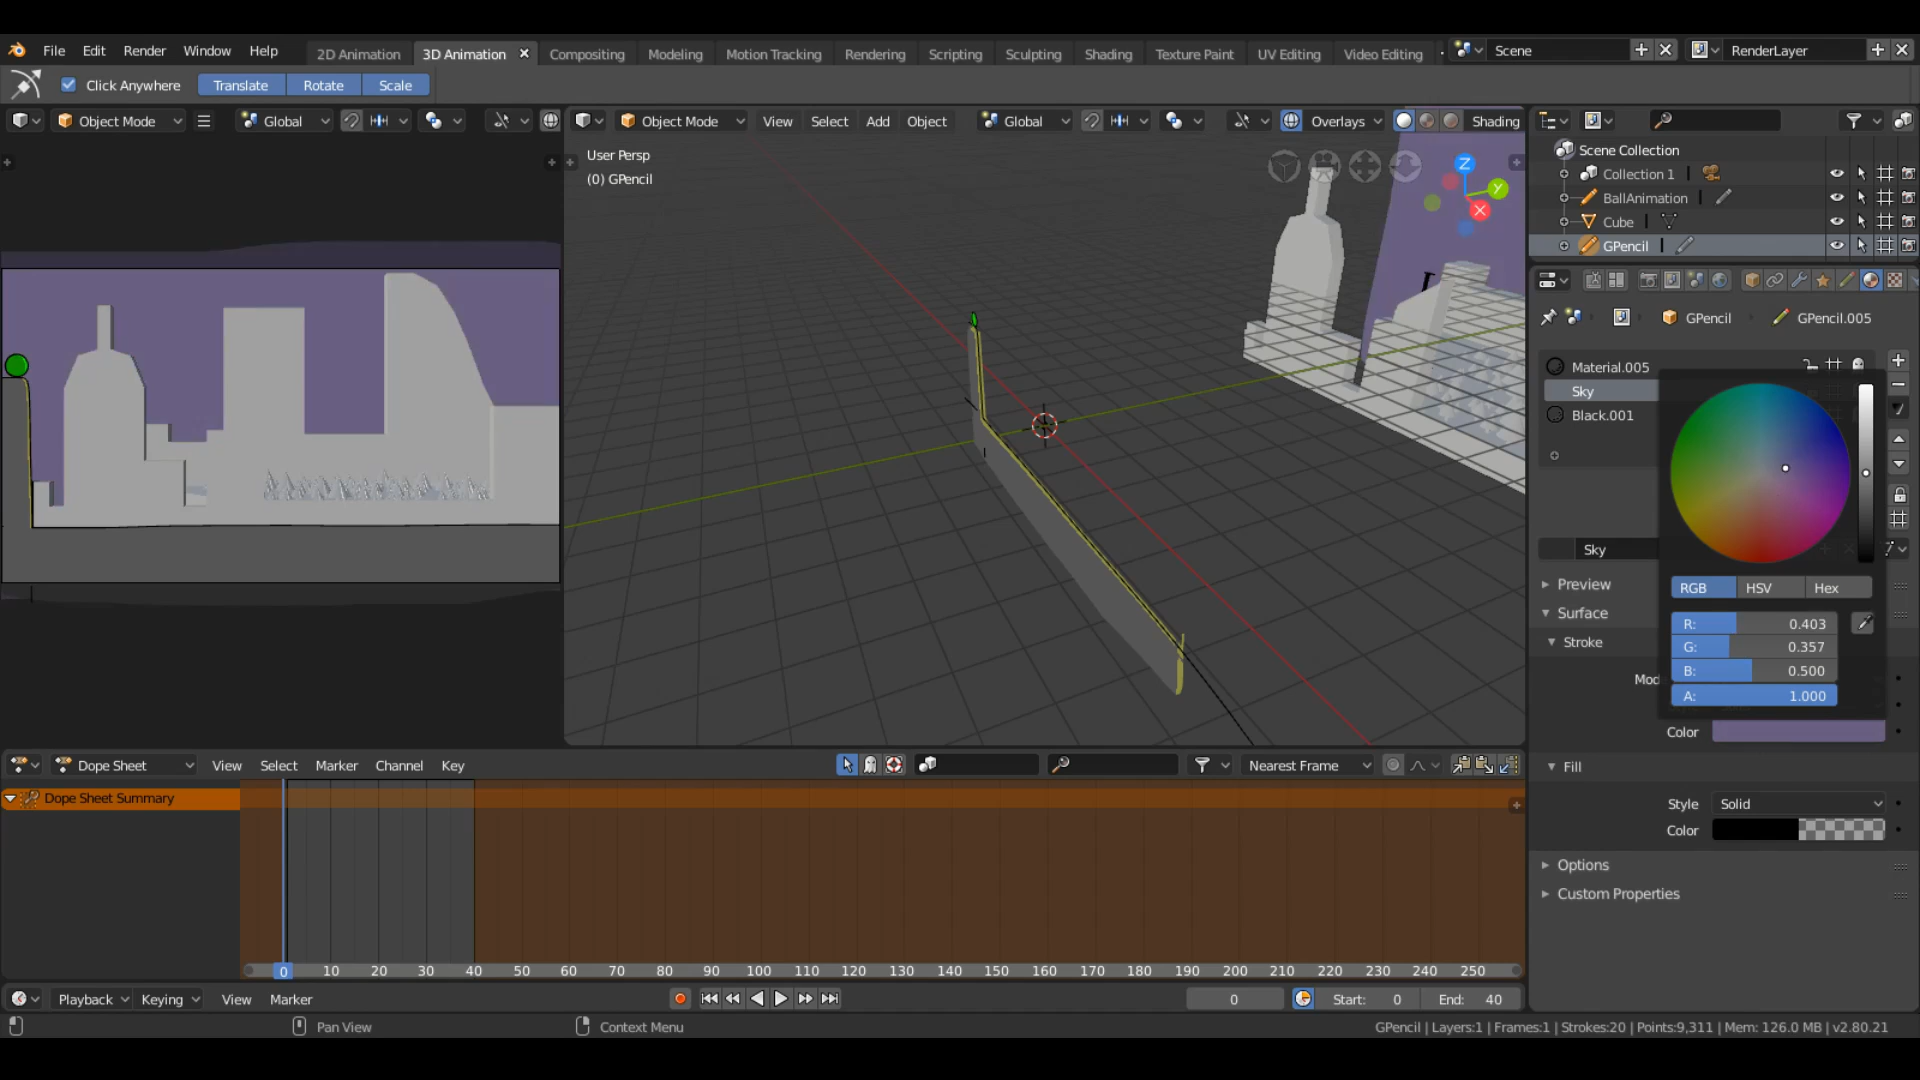 File Edit Render Window Help 2D Animation 3D Animation Compositing Modeling Motion Tracking Rendering Scripting Sculpting Shading Texture Paint UV Editing Video Editing Scene RenderLayer
Click Anywhere Translate Rotate Scale
Object Mode Global Object Mode View Select Add Object Global Overlays Shading
User Persp
(0) GPencil
Z
Y
X
Scene Collection
Collection 1
BallAnimation
Cube
GPencil
GPencil GPencil.005
Material.005
Sky
Black.001
Sky
Preview
Surface
Stroke
RGB HSV Hex
R: 0.403
G: 0.357
B: 0.500
A: 1.000
Color
Fill
Style Solid
Color
Options
Custom Properties
Dope Sheet View Select Marker Channel Key Nearest Frame
Dope Sheet Summary
0 10 20 30 40 50 60 70 80 90 100 110 120 130 140 150 160 170 180 190 200 210 220 230 240 250
Playback Keying View Marker 0 Start: 0 End: 40
Pan View Context Menu GPencil | Layers:1 | Frames:1 | Strokes:20 | Points:9,311 | Mem: 126.0 MB | v2.80.21